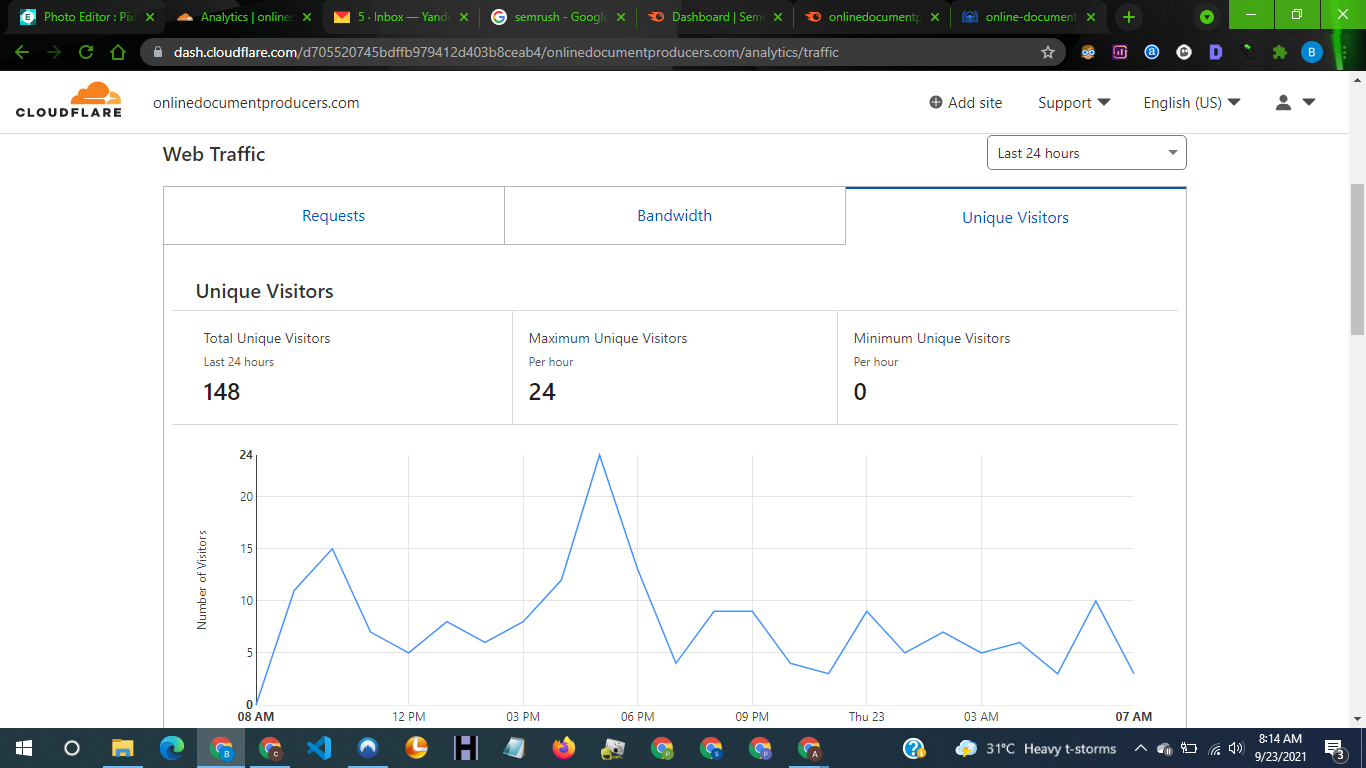 Photo Editor : Pixl
Analytics | onlined
5 · Inbox — Yand
semrush - Google
Dashboard | Sem
onlinedocumentp
online-document
dash.cloudflare.com/d705520745bdffb979412d403b8ceab4/onlinedocumentproducers.com/analytics/traffic
B
CLOUDFLARE
onlinedocumentproducers.com
Add site
Support
English (US)
Web Traffic
Last 24 hours
Requests
Bandwidth
Unique Visitors
Unique Visitors
Total Unique Visitors
Last 24 hours
148
Maximum Unique Visitors
Per hour
24
Minimum Unique Visitors
Per hour
0
Number of Visitors
24
20
15
10
5
0
08 AM
12 PM
03 PM
06 PM
09 PM
Thu 23
03 AM
07 AM
31°C Heavy t-storms
8:14 AM
9/23/2021
3